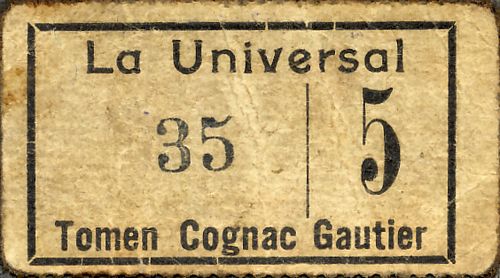 La Universal
35 5
Tomen Cognac Gautier